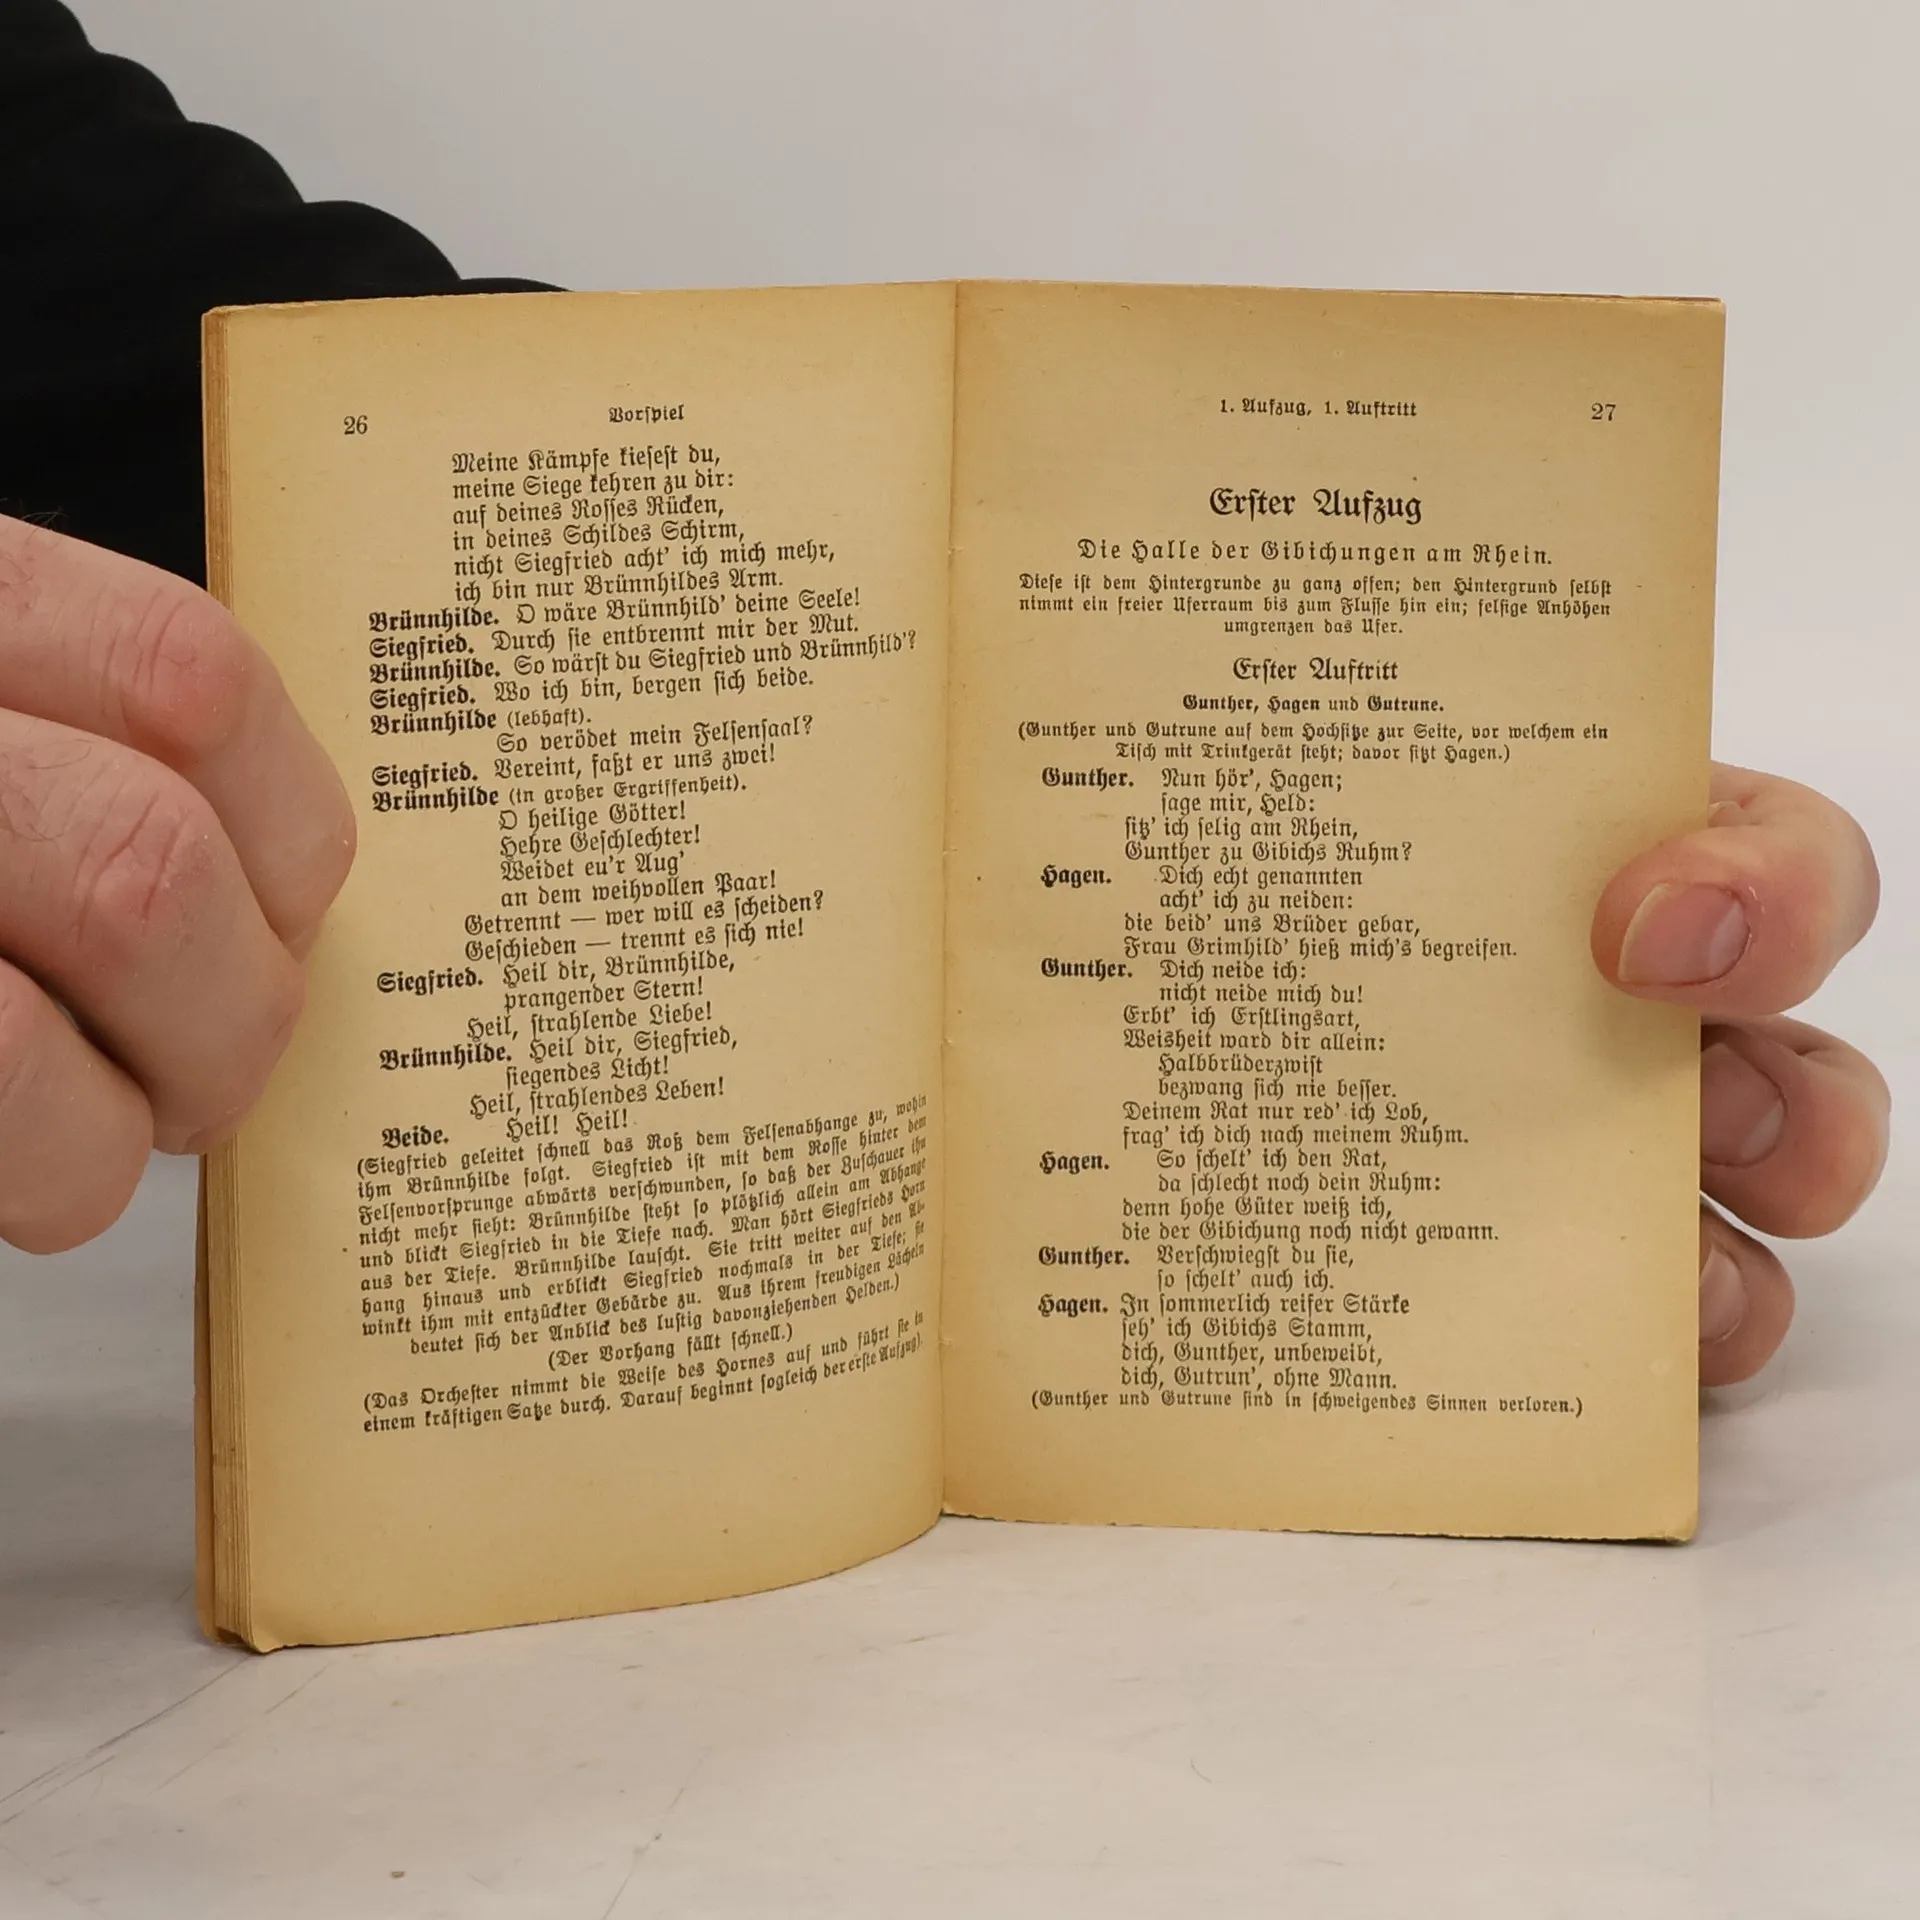 26
Vorſpiel
Meine Kämpfe kieſeſt du,
meine Siege kehren zu dir:
auf deines Roſſes Rücken,
in deines Schildes Schirm,
nicht Siegfried acht' ich mich mehr,
ich bin nur Brünnhildes Arm.
Brünnhilde. O wäre Brünnhild' deine Seele!
Siegfried. Durch ſie entbrennt mir der Mut.
Brünnhilde. So wärſt du Siegfried und Brünnhild'?
Siegfried. Wo ich bin, bergen ſich beide.
Brünnhilde (lebhaft).
So verödet mein Felſenſaal?
Siegfried. Vereint, faßt er uns zwei!
Brünnhilde (in großer Ergriffenheit).
O heilige Götter!
Hehre Geſchlechter!
Weidet eu'r Aug'
an dem weihvollen Paar!
Getrennt — wer will es ſcheiden?
Geſchieden — trennt es ſich nie!
Siegfried. Heil dir, Brünnhilde,
prangender Stern!
Heil, ſtrahlende Liebe!
Brünnhilde. Heil dir, Siegfried,
ſiegendes Licht!
Heil, ſtrahlendes Leben!
Beide. Heil! Heil!
(Siegfried geleitet ſchnell das Roß dem Felſenabhange zu, wohin
ihm Brünnhilde folgt. Siegfried iſt mit dem Roſſe hinter dem
Felſenvorſprunge abwärts verſchwunden, ſo daß der Zuſchauer ihn
nicht mehr ſieht: Brünnhilde ſteht ſo plötzlich allein am Abhange
und blickt Siegfried in die Tiefe nach. Man hört Siegfrieds Horn
aus der Tiefe. Brünnhilde lauſcht. Sie tritt weiter auf den Ab-
hang hinaus und erblickt Siegfried nochmals in der Tiefe; ſie
winkt ihm mit entzückter Gebärde zu. Aus ihrem freudigen Lächeln
deutet ſich der Anblick des luſtig davonziehenden Helden.)
(Der Vorhang fällt ſchnell.)
(Das Orcheſter nimmt die Weiſe des Hornes auf und führt ſie in
einem kräftigen Satze durch. Darauf beginnt ſogleich der erſte Aufzug).
1. Aufzug, 1. Auftritt
27
Erſter Aufzug
Die Halle der Gibichungen am Rhein.
Dieſe iſt dem Hintergrunde zu ganz offen; den Hintergrund ſelbſt
nimmt ein freier Uferraum bis zum Fluſſe hin ein; felſige Anhöhen
umgrenzen das Ufer.
Erſter Auftritt
Gunther, Hagen und Gutrune.
(Gunther und Gutrune auf dem Hochſitze zur Seite, vor welchem ein
Tiſch mit Trinkgerät ſteht; davor ſitzt Hagen.)
Gunther. Nun hör', Hagen;
ſage mir, Held:
ſitz' ich ſelig am Rhein,
Gunther zu Gibichs Ruhm?
Hagen. Dich echt genannten
acht' ich zu neiden:
die beid' uns Brüder gebar,
Frau Grimhild' hieß mich's begreifen.
Gunther. Dich neide ich:
nicht neide mich du!
Erbt' ich Erſtlingsart,
Weisheit ward dir allein:
Halbbrüderzwiſt
bezwang ſich nie beſſer.
Deinem Rat nur red' ich Lob,
frag' ich dich nach meinem Ruhm.
Hagen. So ſchelt' ich den Rat,
da ſchlecht noch dein Ruhm:
denn hohe Güter weiß ich,
die der Gibichung noch nicht gewann.
Gunther. Verſchwiegſt du ſie,
ſo ſchelt' auch ich.
Hagen. In ſommerlich reifer Stärke
ſeh' ich Gibichs Stamm,
dich, Gunther, unbeweibt,
dich, Gutrun', ohne Mann.
(Gunther und Gutrune ſind in ſchweigendes Sinnen verloren.)